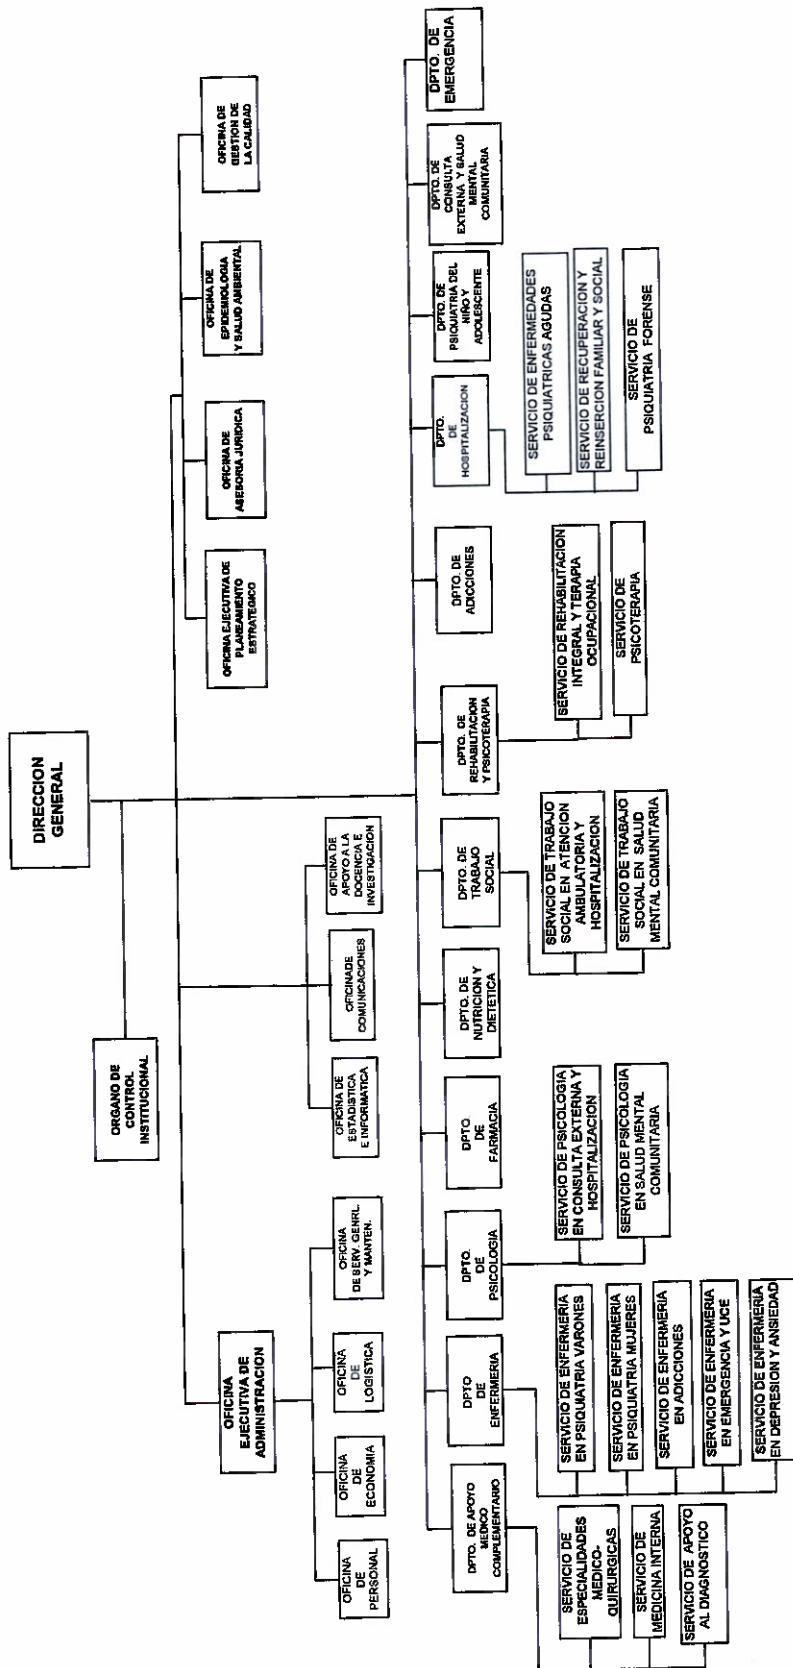 DIRECCION
GENERAL
ORGANO DE
CONTROL
INSTITUCIONAL
OFICINA EJECUTIVA DE
PLANEAMIENTO
ESTRATEGICO
OFICINA DE
ASESORIA JURIDICA
OFICINA DE
EPIDEMIOLOGIA
Y SALUD AMBIENTAL
OFICINA DE
GESTION DE
LA CALIDAD
OFICINA
EJECUTIVA DE
ADMINISTRACION
OFICINA
DE
PERSONAL
OFICINA
DE
ECONOMIA
OFICINA
DE
LOGISTICA
OFICINA
DE SERV. GENRL.
Y MANTEN.
OFICINA DE
ESTADISTICA
E INFORMATICA
OFICINADE
COMUNICACIONES
OFICINA DE
APOYO A LA
DOCENCIA E
INVESTIGACION
DPTO. DE APOYO
MEDICO
COMPLEMENTARIO
DPTO
DE
ENFERMERIA
DPTO.
DE
PSICOLOGIA
DPTO
DE
FARMACIA
DPTO. DE
NUTRICION Y
DIETETICA
DPTO. DE
TRABAJO
SOCIAL
DPTO. DE
REHABILITACION
Y PSICOTERAPIA
DPTO. DE
ADICCIONES
DPTO.
DE
HOSPITALIZACION
DPTO. DE
PSIQUIATRIA DEL
NIÑO Y
ADOLESCENTE
DPTO. DE
CONSULTA
EXTERNA Y SALUD
MENTAL
COMUNITARIA
DPTO. DE
EMERGENCIA
SERVICIO DE
ESPECIALIDADES
MEDICO-
QUIRURGICAS
SERVICIO DE
MEDICINA INTERNA
SERVICIO DE APOYO
AL DIAGNOSTICO
SERVICIO DE ENFERMERIA
EN PSIQUIATRIA VARONES
SERVICIO DE ENFERMERIA
EN PSIQUIATRIA MUJERES
SERVICIO DE ENFERMERIA
EN ADICCIONES
SERVICIO DE ENFERMERIA
EN EMERGENCIA Y UCE
SERVICIO DE ENFERMERIA
EN DEPRESION Y ANSIEDAD
SERVICIO DE PSICOLOGIA
EN CONSULTA EXTERNA Y
HOSPITALIZACION
SERVICIO DE PSICOLOGIA
EN SALUD MENTAL
COMUNITARIA
SERVICIO DE TRABAJO
SOCIAL EN ATENCION
AMBULATORIA Y
HOSPITALIZACION
SERVICIO DE TRABAJO
SOCIAL EN SALUD
MENTAL COMUNITARIA
SERVICIO DE REHABILITACION
INTEGRAL Y TERAPIA
OCUPACIONAL
SERVICIO DE
PSICOTERAPIA
SERVICIO DE ENFERMEDADES
PSIQUIATRICAS AGUDAS
SERVICIO DE RECUPERACION Y
REINSERCION FAMILIAR Y SOCIAL
SERVICIO DE
PSIQUIATRIA FORENSE